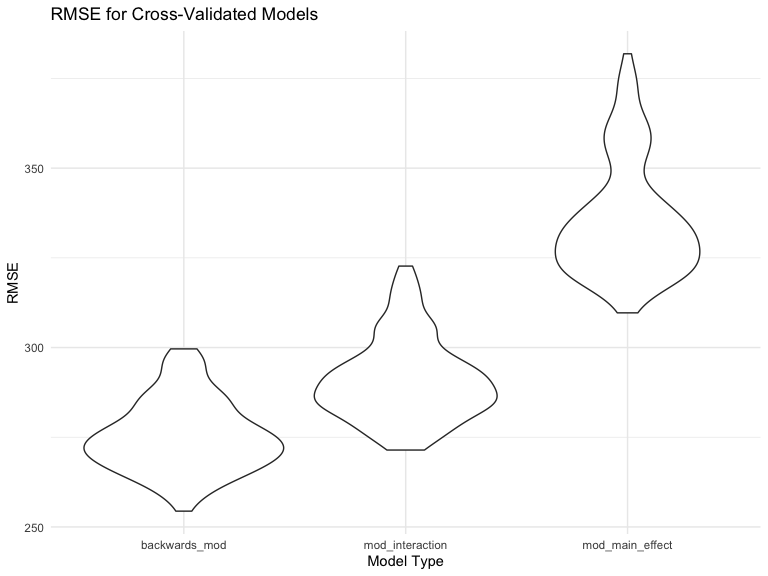 RMSE for Cross-Validated Models
RMSE
350
300
250
backwards_mod
mod_interaction
mod_main_effect
Model Type